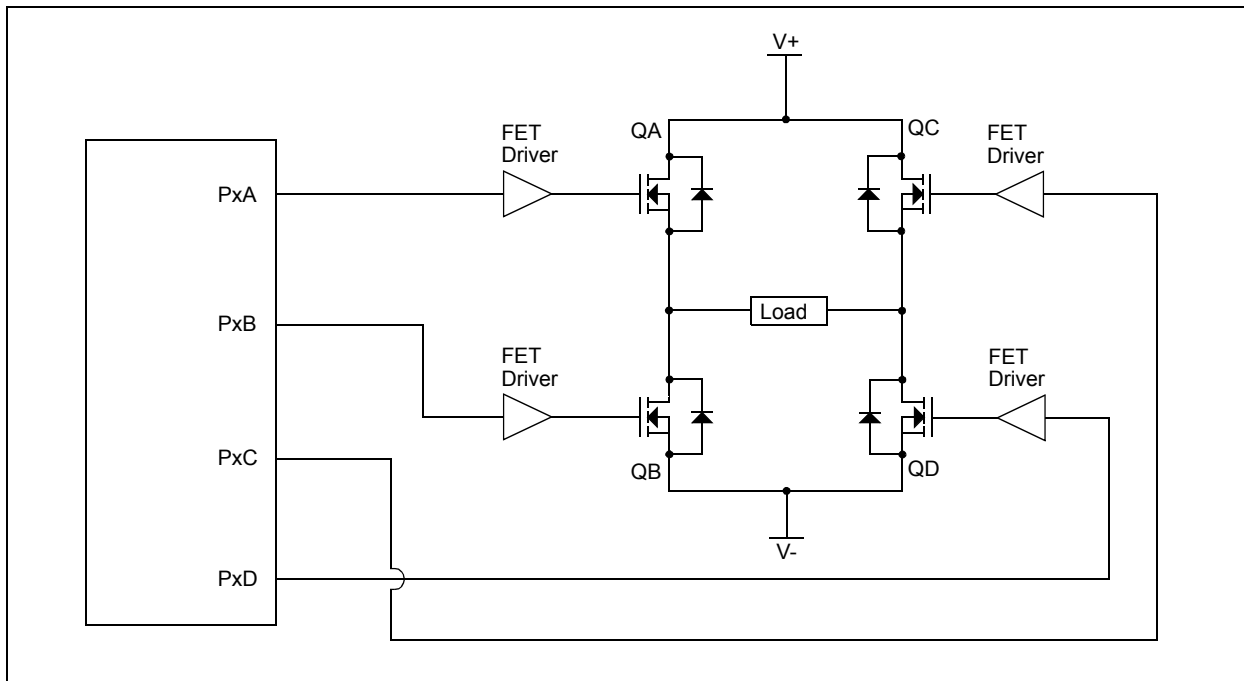 V+
QA
FET
Driver
QC
FET
Driver
PxA
Load
PxB
FET
Driver
FET
Driver
PxC
QB
QD
V-
PxD